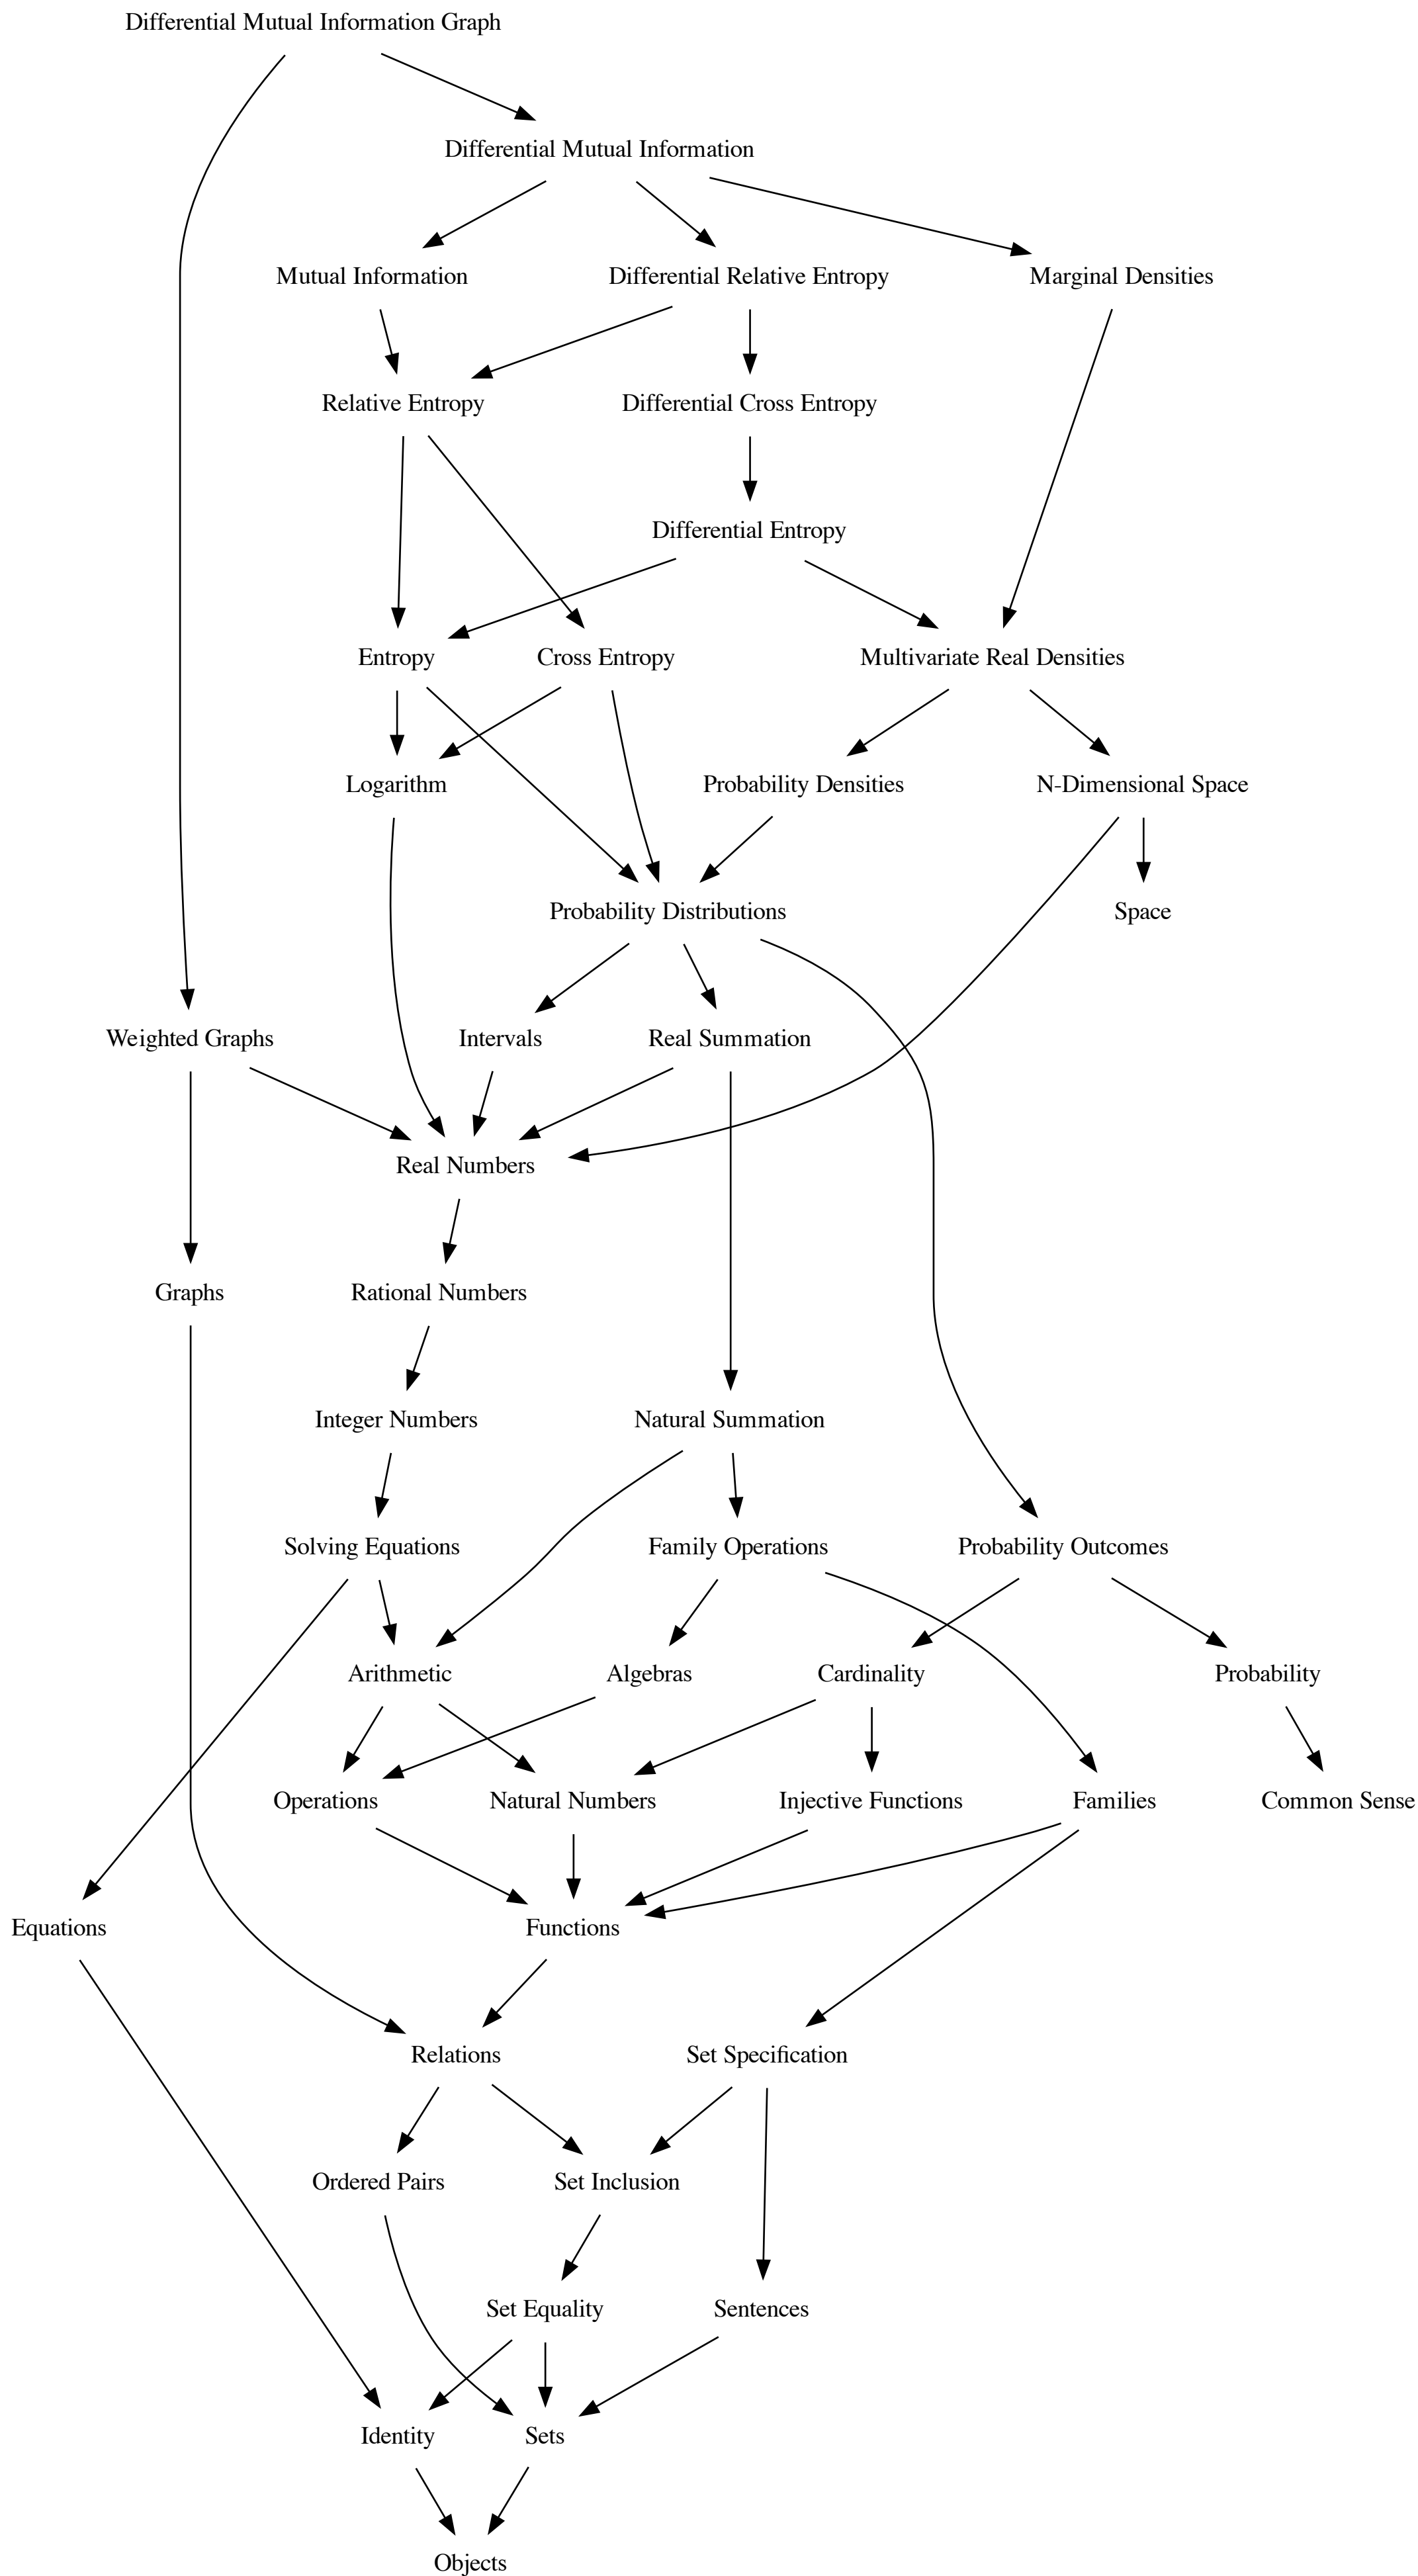 Differential Mutual Information Graph
Differential Mutual Information
Mutual Information
Differential Relative Entropy
Marginal Densities
Relative Entropy
Differential Cross Entropy
Differential Entropy
Entropy
Cross Entropy
Multivariate Real Densities
Logarithm
Probability Densities
N-Dimensional Space
Probability Distributions
Space
Weighted Graphs
Intervals
Real Summation
Real Numbers
Graphs
Rational Numbers
Integer Numbers
Natural Summation
Solving Equations
Family Operations
Probability Outcomes
Arithmetic
Algebras
Cardinality
Probability
Operations
Natural Numbers
Injective Functions
Families
Common Sense
Equations
Functions
Relations
Set Specification
Ordered Pairs
Set Inclusion
Set Equality
Sentences
Identity
Sets
Objects